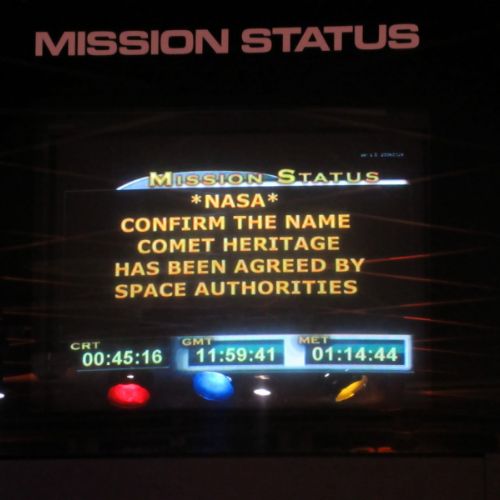 MISSION STATUS
MISSION STATUS
*NASA*
CONFIRM THE NAME
COMET HERITAGE
HAS BEEN AGREED BY
SPACE AUTHORITIES
CRT GMT MET
00:45:16 11:59:41 01:14:44